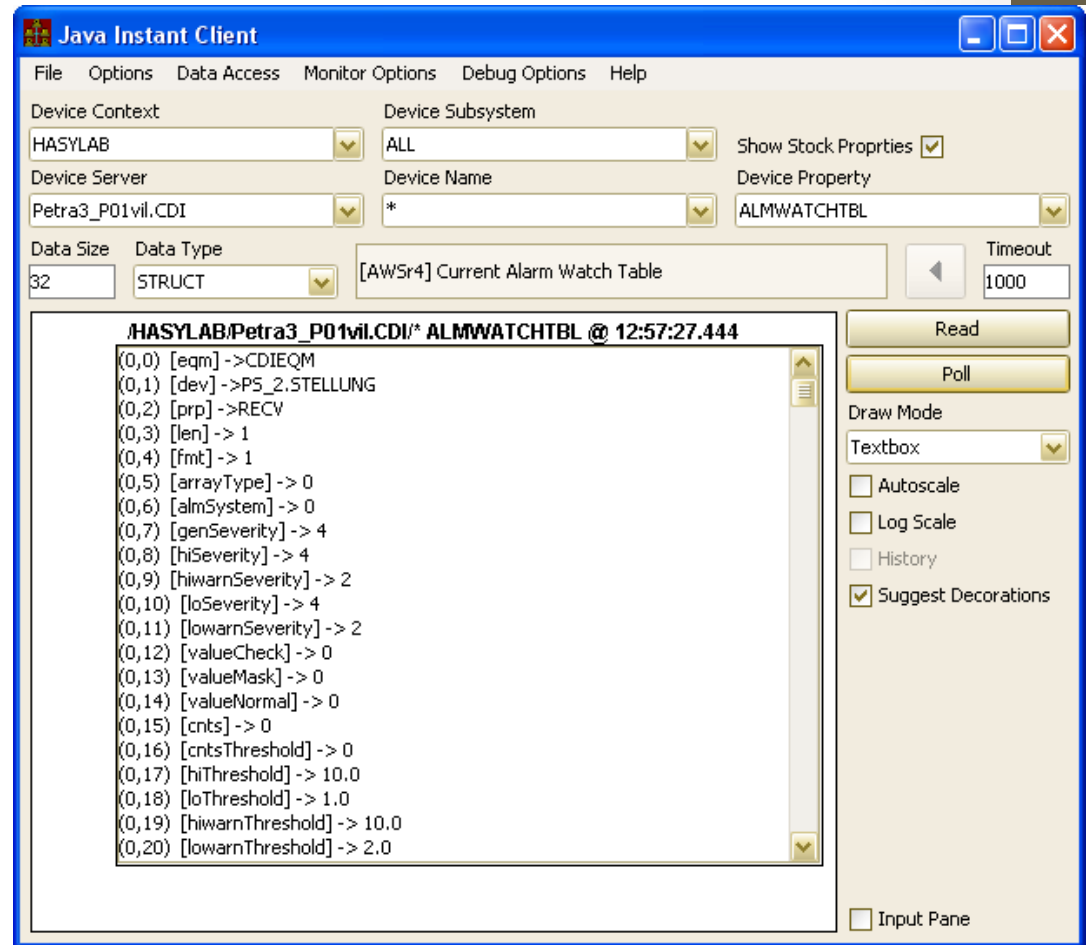 Java Instant Client
File Options Data Access Monitor Options Debug Options Help
Device Context Device Subsystem
HASYLAB ALL Show Stock Proprties
Device Server Device Name Device Property
Petra3_P01vil.CDI * ALMWATCHTBL
Data Size Data Type Timeout
32 STRUCT [AWSr4] Current Alarm Watch Table 1000
/HASYLAB/Petra3_P01vil.CDI/* ALMWATCHTBL @ 12:57:27.444
(0,0) [eqm] ->CDIEQM
(0,1) [dev] ->PS_2.STELLUNG
(0,2) [prp] ->RECV
(0,3) [len] -> 1
(0,4) [fmt] -> 1
(0,5) [arrayType] -> 0
(0,6) [almSystem] -> 0
(0,7) [genSeverity] -> 4
(0,8) [hiSeverity] -> 4
(0,9) [hiwarnSeverity] -> 2
(0,10) [loSeverity] -> 4
(0,11) [lowarnSeverity] -> 2
(0,12) [valueCheck] -> 0
(0,13) [valueMask] -> 0
(0,14) [valueNormal] -> 0
(0,15) [cnts] -> 0
(0,16) [cntsThreshold] -> 0
(0,17) [hiThreshold] -> 10.0
(0,18) [loThreshold] -> 1.0
(0,19) [hiwarnThreshold] -> 10.0
(0,20) [lowarnThreshold] -> 2.0
Read
Poll
Draw Mode
Textbox
Autoscale
Log Scale
History
Suggest Decorations
Input Pane